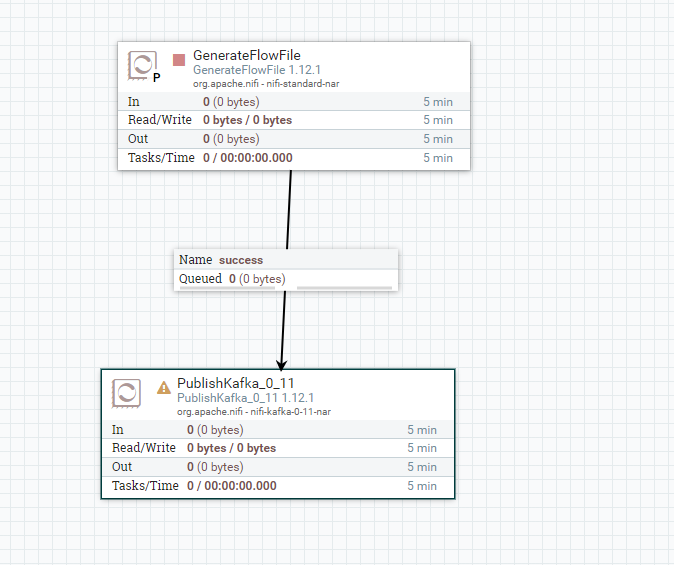 GenerateFlowFile
GenerateFlowFile 1.12.1
org.apache.nifi - nifi-standard-nar
P
In 0 (0 bytes) 5 min
Read/Write 0 bytes / 0 bytes 5 min
Out 0 (0 bytes) 5 min
Tasks/Time 0 / 00:00:00.000 5 min
Name success
Queued 0 (0 bytes)
PublishKafka_0_11
PublishKafka_0_11 1.12.1
org.apache.nifi - nifi-kafka-0-11-nar
In 0 (0 bytes) 5 min
Read/Write 0 bytes / 0 bytes 5 min
Out 0 (0 bytes) 5 min
Tasks/Time 0 / 00:00:00.000 5 min